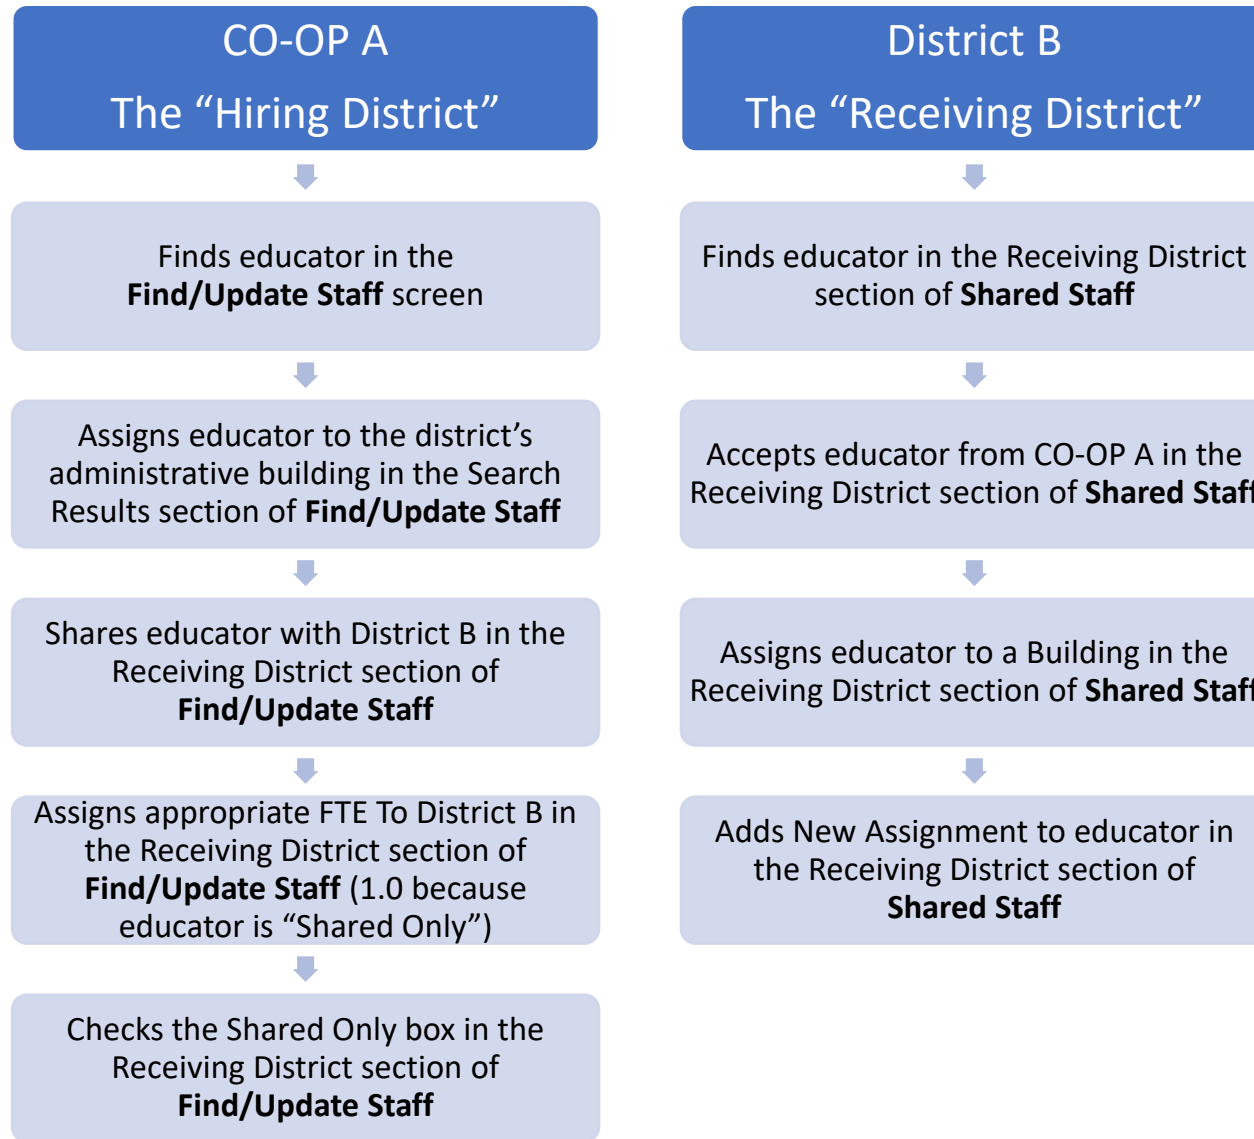 CO-OP A
The “Hiring District”
Finds educator in the
Find/Update Staff screen
Assigns educator to the district’s
administrative building in the Search
Results section of Find/Update Staff
Shares educator with District B in the
Receiving District section of
Find/Update Staff
Assigns appropriate FTE To District B in
the Receiving District section of
Find/Update Staff (1.0 because
educator is “Shared Only”)
Checks the Shared Only box in the
Receiving District section of
Find/Update Staff
District B
The “Receiving District”
Finds educator in the Receiving District
section of Shared Staff
Accepts educator from CO-OP A in the
Receiving District section of Shared Staff
Assigns educator to a Building in the
Receiving District section of Shared Staff
Adds New Assignment to educator in
the Receiving District section of
Shared Staff